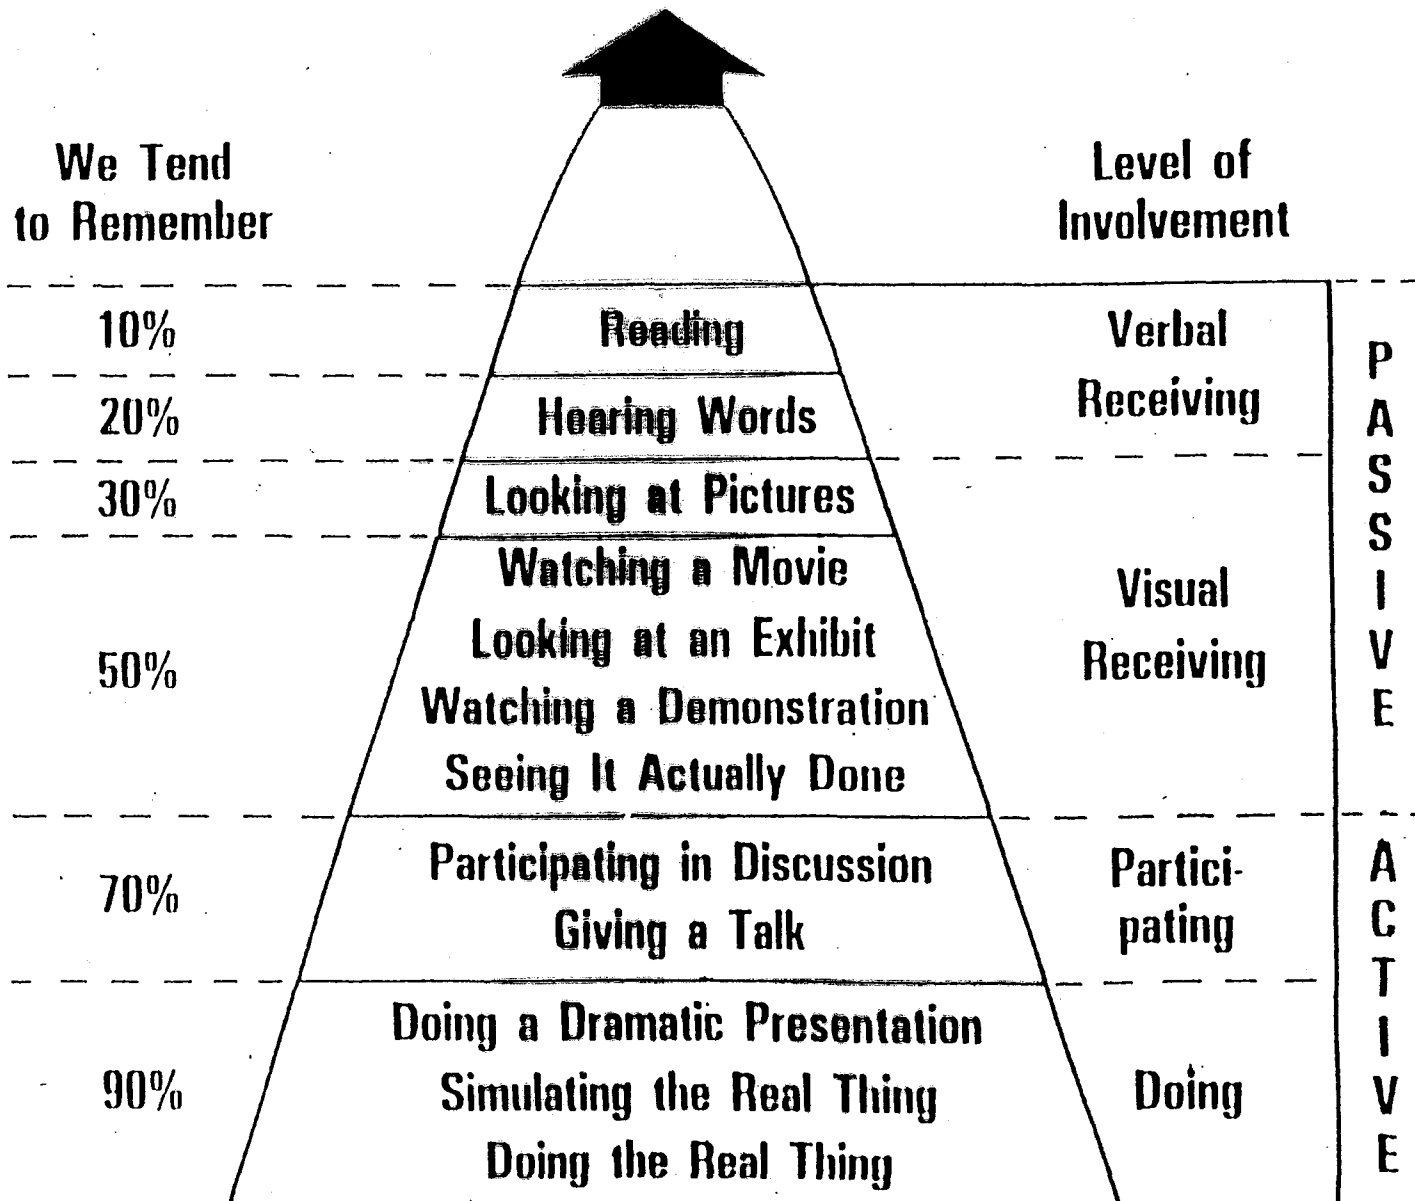 We Tend
to Remember
Level of
Involvement
10%
Reading
Verbal
Receiving
20%
Hearing Words
30%
Looking at Pictures
50%
Watching a Movie
Looking at an Exhibit
Watching a Demonstration
Seeing It Actually Done
Visual
Receiving
PASSIVE
70%
Participating in Discussion
Giving a Talk
Partici-
pating
90%
Doing a Dramatic Presentation
Simulating the Real Thing
Doing the Real Thing
Doing
ACTIVE